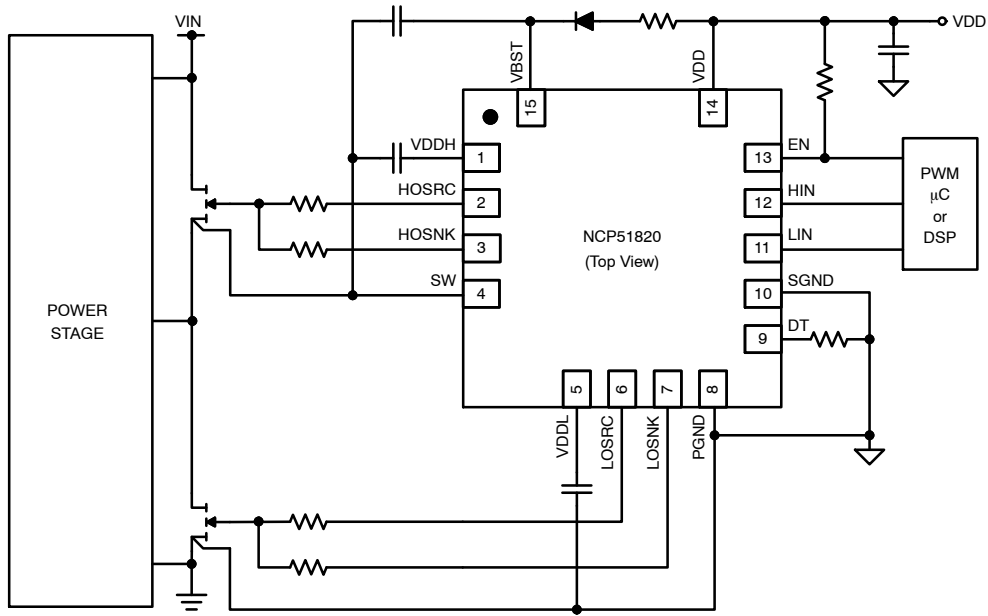 VIN
VDD
VBST
VDD
15
14
VDDH
1
EN
13
HOSRC
2
HIN
12
PWM
μC
or
DSP
HOSNK
3
LIN
11
NCP51820
(Top View)
SW
4
SGND
10
POWER
STAGE
DT
9
5
6
7
8
VDDL
LOSRC
LOSNK
PGND